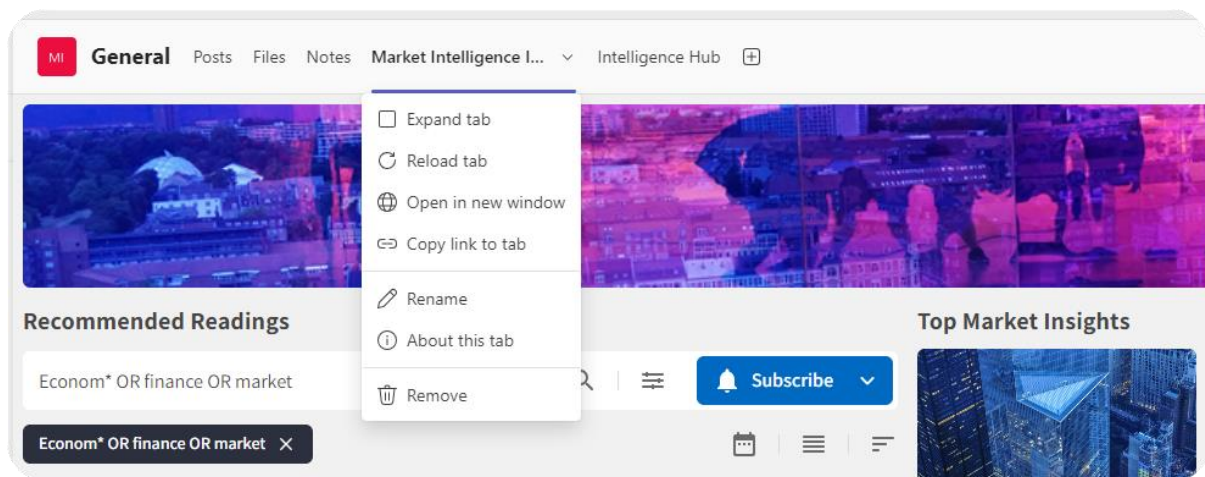 MI General Posts Files Notes Market Intelligence I... Intelligence Hub
Expand tab
Reload tab
Open in new window
Copy link to tab
Rename
About this tab
Remove
Recommended Readings
Econom* OR finance OR market
Subscribe
Econom* OR finance OR market
Top Market Insights